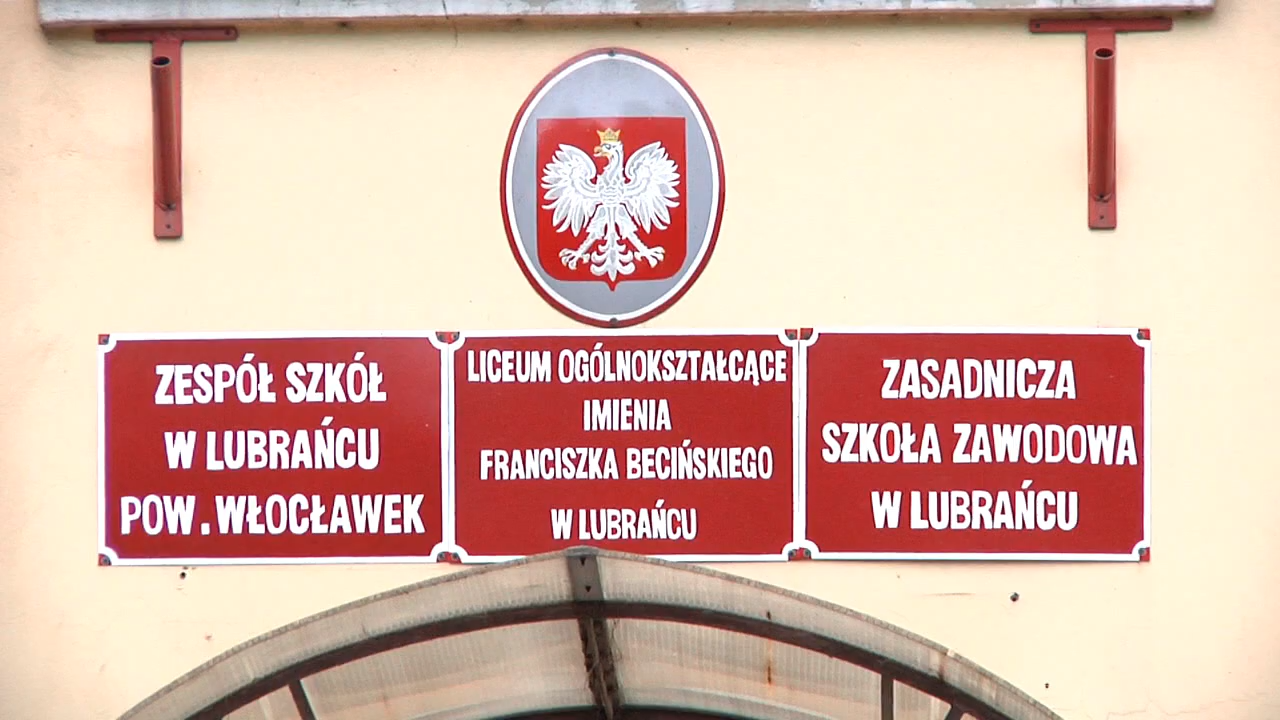 ZESPÓŁ SZKÓŁ
W LUBRAŃCU
POW. WŁOCŁAWEK
LICEUM OGÓLNOKSZTAŁCĄCE
IMIENIA
FRANCISZKA BECIŃSKIEGO
W LUBRAŃCU
ZASADNICZA
SZKOŁA ZAWODOWA
W LUBRAŃCU